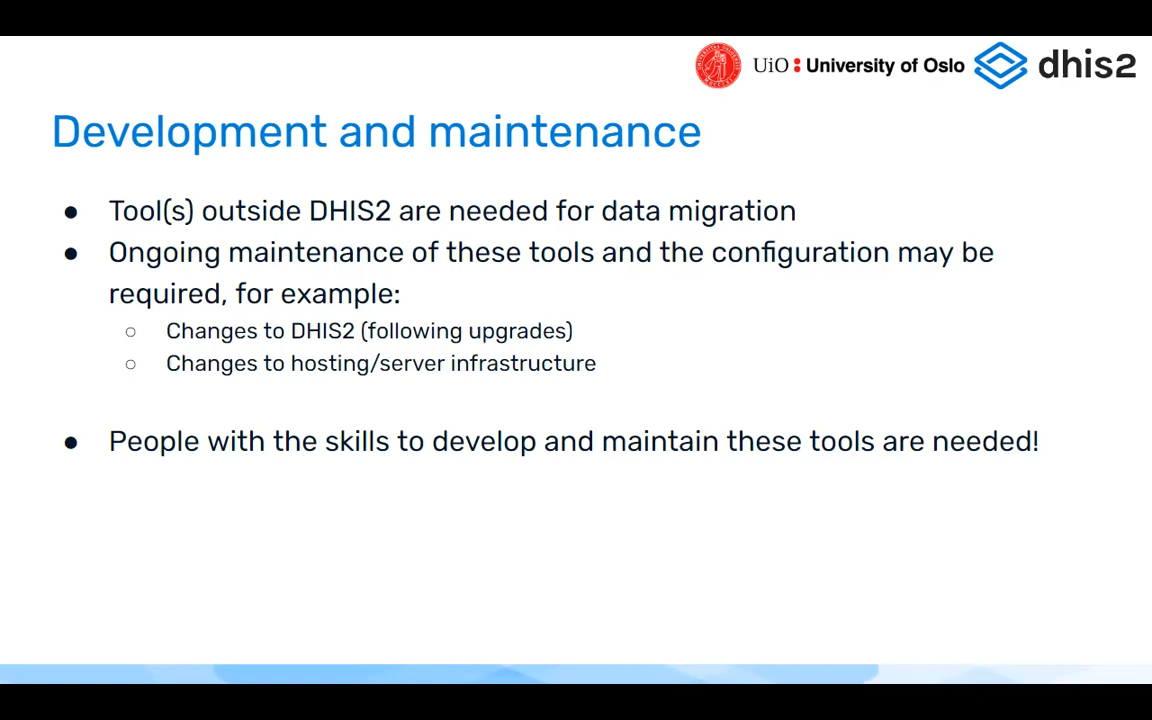 UiO : University of Oslo dhis2
Development and maintenance
● Tool(s) outside DHIS2 are needed for data migration
● Ongoing maintenance of these tools and the configuration may be
required, for example:
○ Changes to DHIS2 (following upgrades)
○ Changes to hosting/server infrastructure
● People with the skills to develop and maintain these tools are needed!